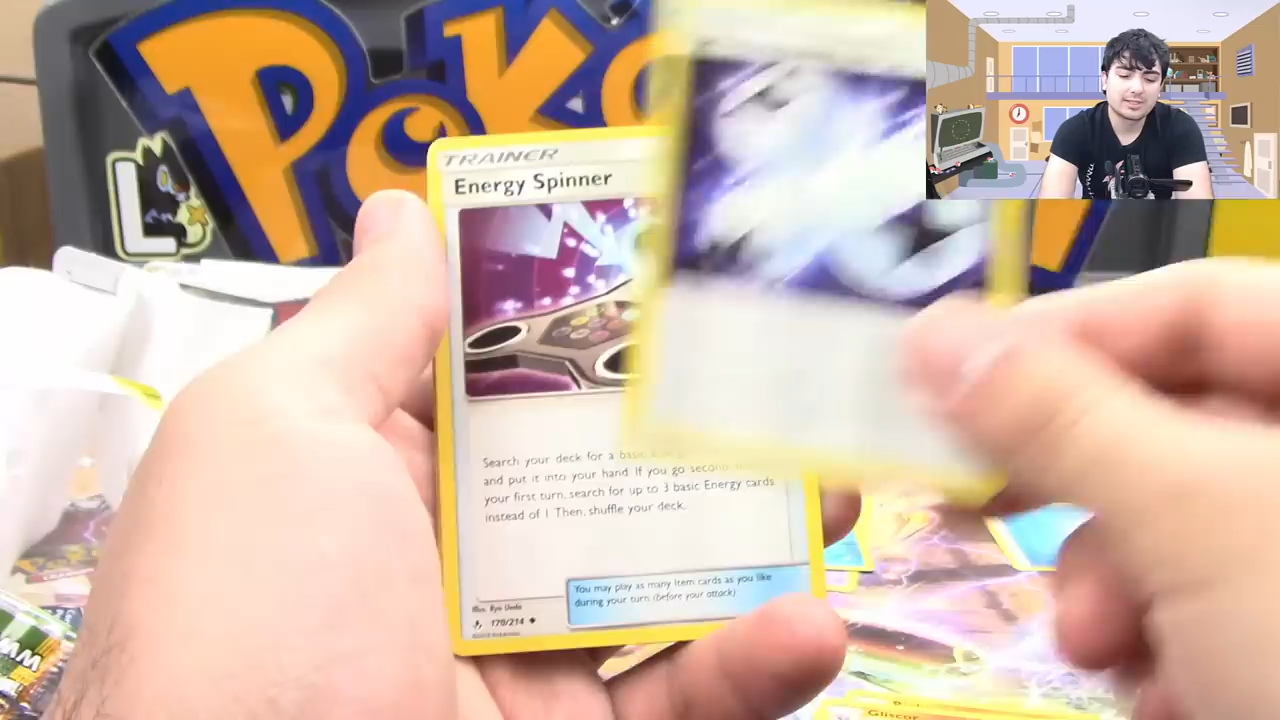 POK
L
TRAINER
Energy Spinner
Search your deck for a basic
and put it into your hand. If you go second
your first turn, search for up to 3 basic Energy cards
instead of 1. Then, shuffle your deck.
You may play as many Item cards as you like
during your turn (before your attack).
Illus. Ryo Ueda
170/214
Gliscor